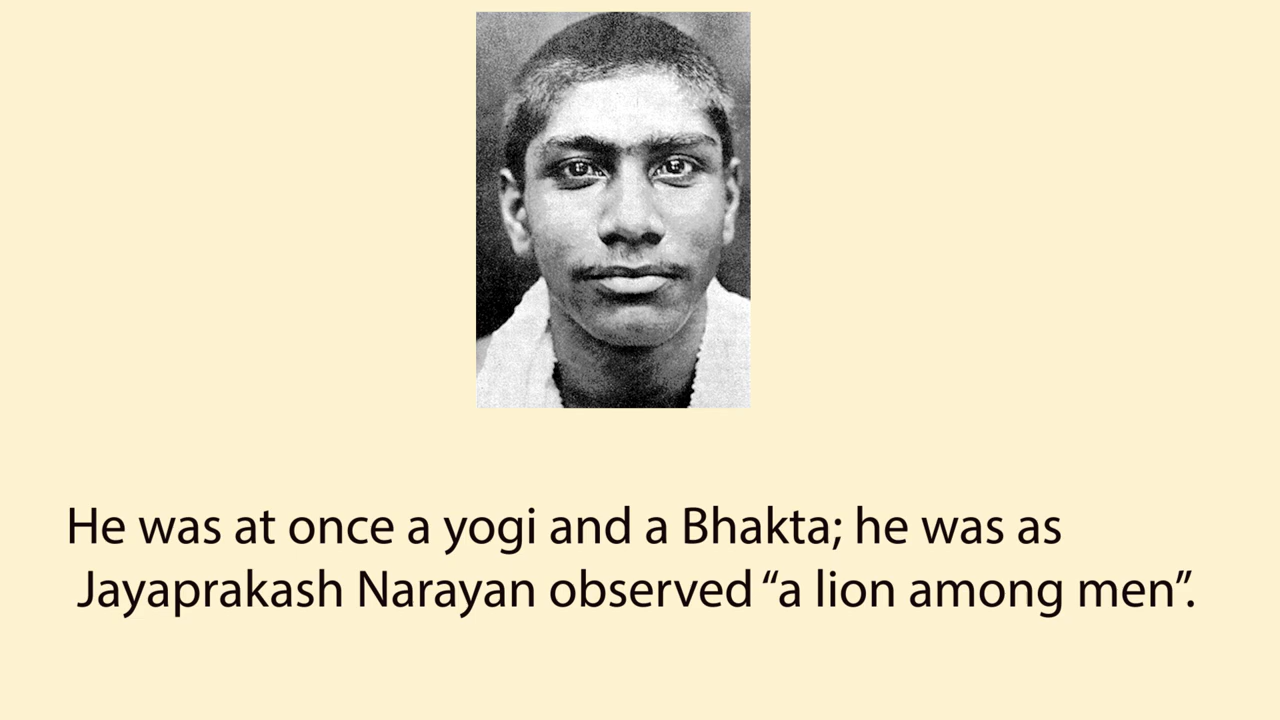 He was at once a yogi and a Bhakta; he was as
Jayaprakash Narayan observed “a lion among men”.